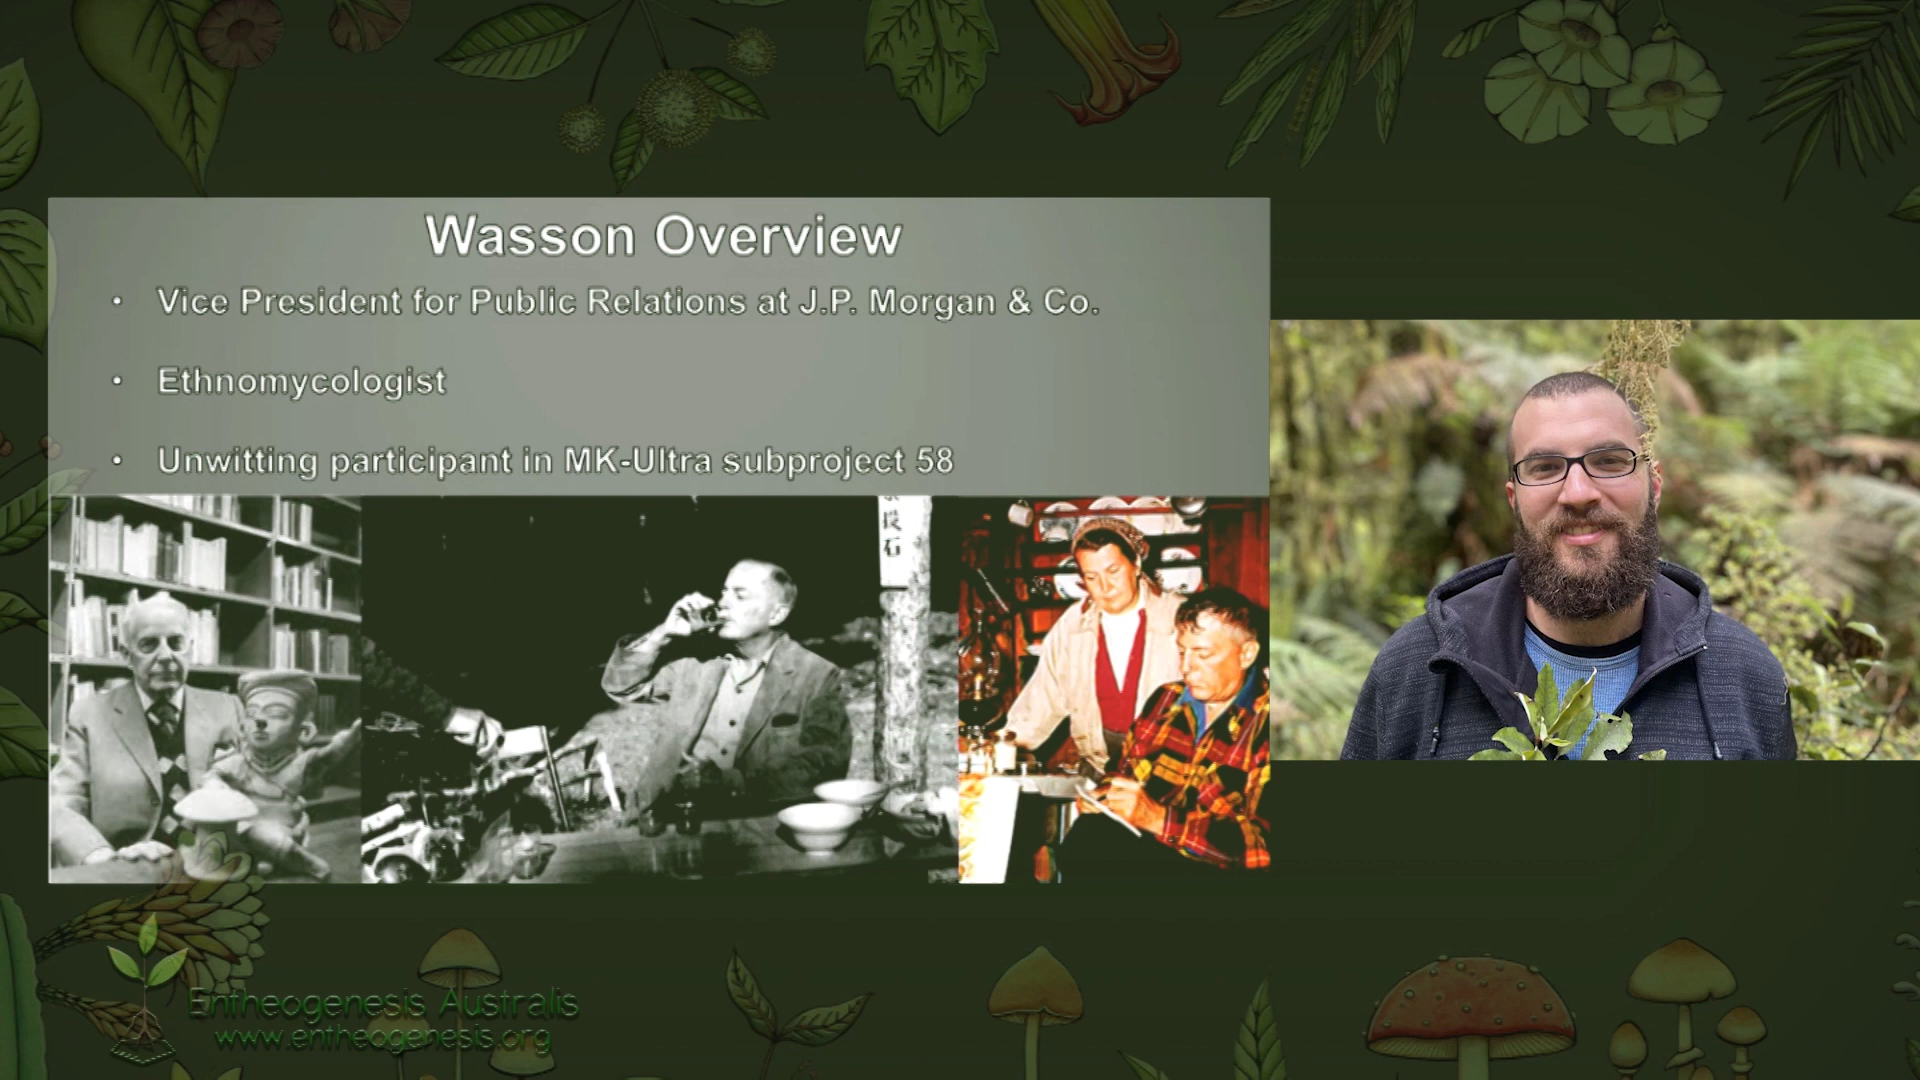 Wasson Overview
• Vice President for Public Relations at J.P. Morgan & Co.
• Ethnomycologist
• Unwitting participant in MK-Ultra subproject 58
石
Entheogenesis Australis
www.entheogenesis.org